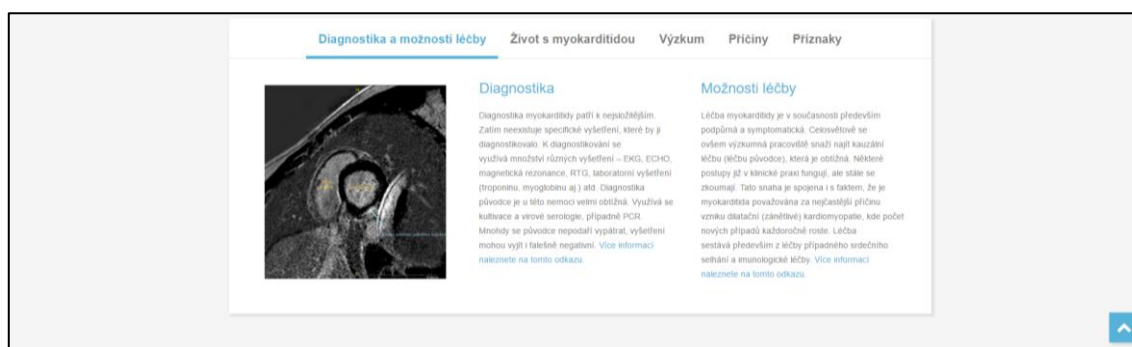 Diagnostika a možnosti léčby Život s myokarditidou Výzkum Příčiny Příznaky
Diagnostika
Diagnostika myokarditidy patří k nejsložitějším.
Zatím neexistuje specifické vyšetření, které by ji
diagnostikovalo. K diagnostikování se
využívá množství různých vyšetření – EKG, ECHO,
magnetická rezonance, RTG, laboratorní vyšetření
(troponinu, myoglobinu aj.) atd. Diagnostika
původce je u této nemoci velmi obtížná. Využívá se
kultivace a virové serologie, případně PCR.
Mnohdy se původce nepodaří vypátrat, vyšetření
mohou vyjít i falešně negativní. Více informací
naleznete na tomto odkazu.
Možnosti léčby
Léčba myokarditidy je v současnosti především
podpůrná a symptomatická. Celosvětově se
ovšem výzkumná pracoviště snaží najít kauzální
léčbu (léčbu původce), která je obtížná. Některé
postupy již v klinické praxi fungují, ale stále se
zkoumají. Tato snaha je spojena i s faktem, že je
myokarditida považována za nejčastější příčinu
vzniku dilatační (zánětlivé) kardiomyopatie, kde počet
nových případů každoročně roste. Léčba
sestává především z léčby případného srdečního
selhání a imunologické léčby. Více informací
naleznete na tomto odkazu.